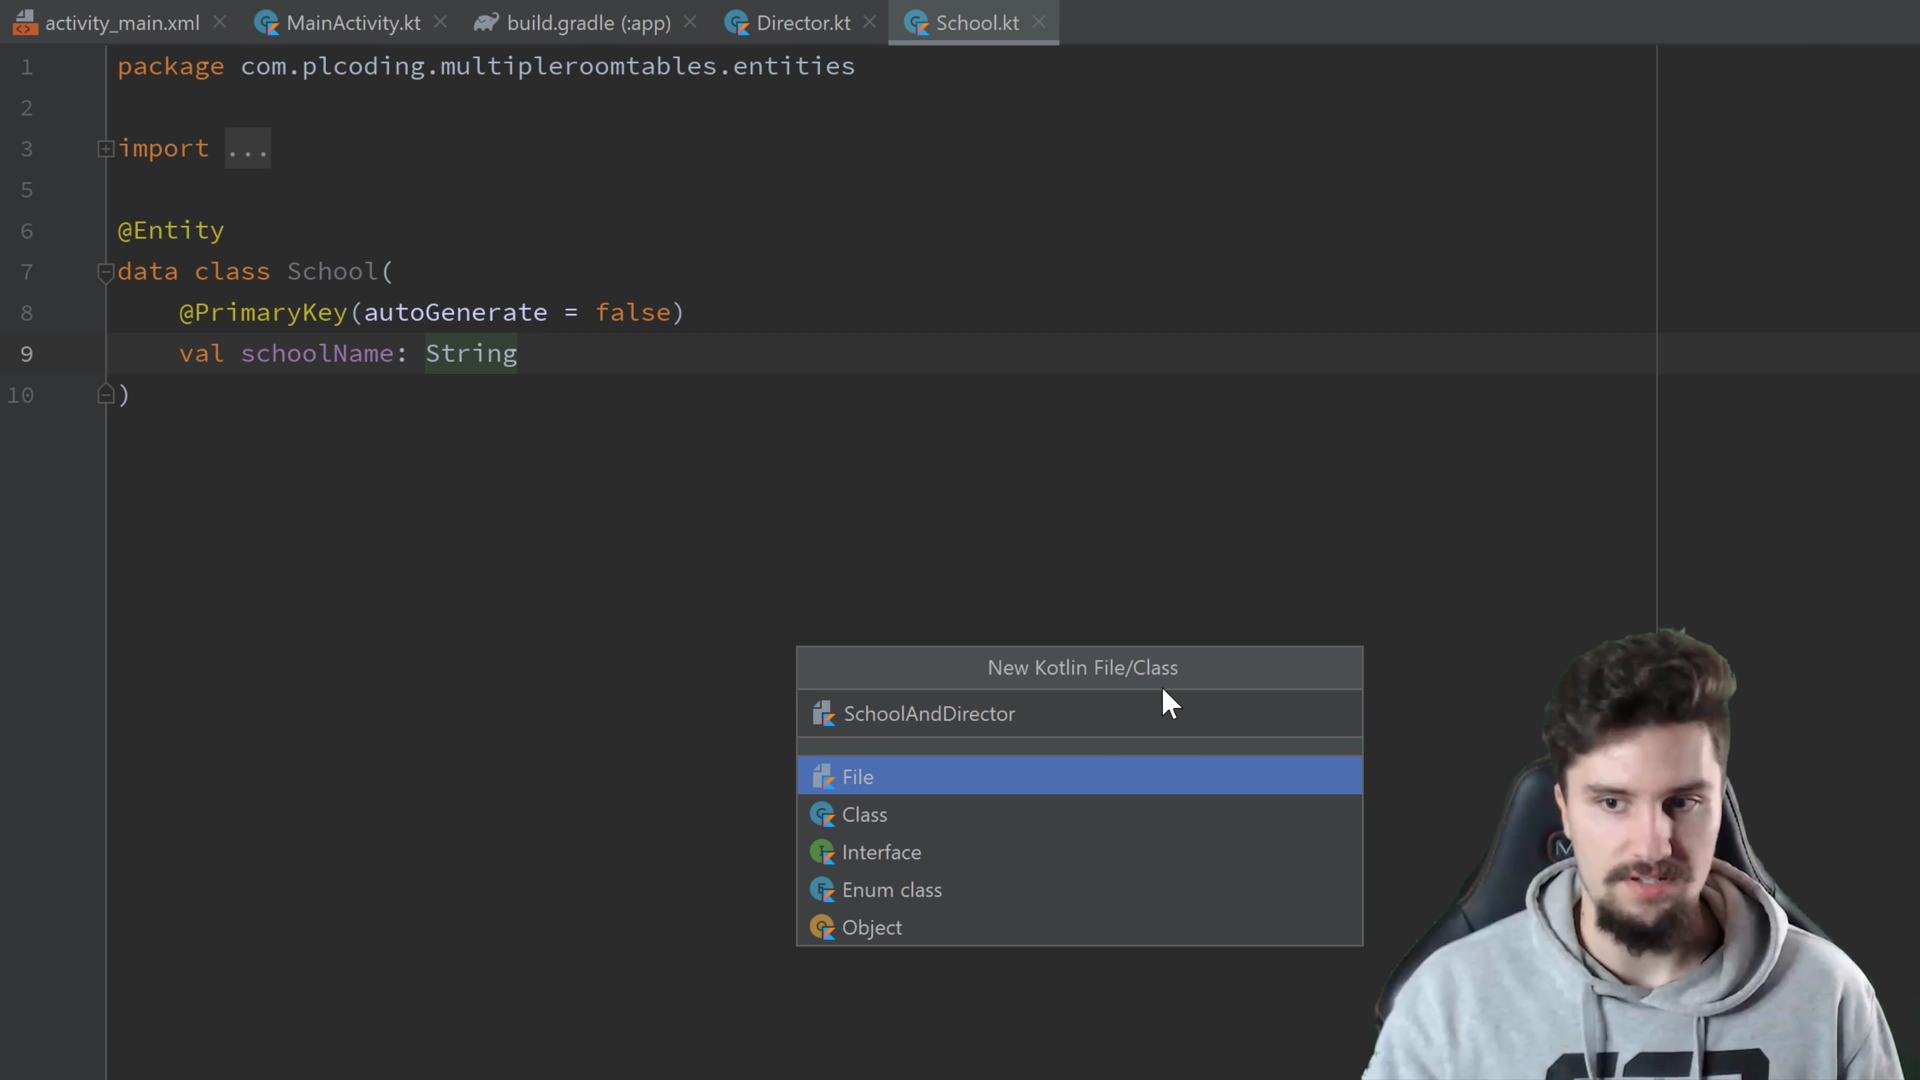 activity_main.xml MainActivity.kt build.gradle (:app) Director.kt School.kt
1 package com.plcoding.multipleroomtables.entities
2
3 import ...
5
6 @Entity
7 data class School(
8 @PrimaryKey(autoGenerate = false)
9 val schoolName: String
10 )
New Kotlin File/Class
SchoolAndDirector
File
Class
Interface
Enum class
Object